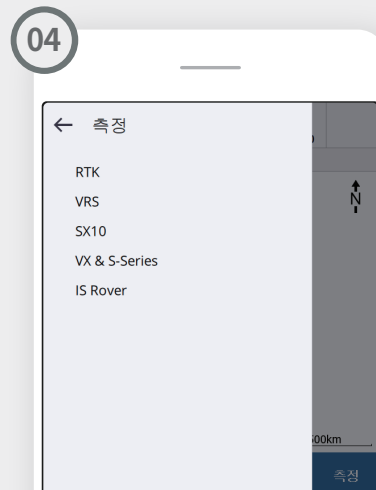 04
← 측정
RTK
VRS
SX10
VX & S-Series
IS Rover
N
500km
측정